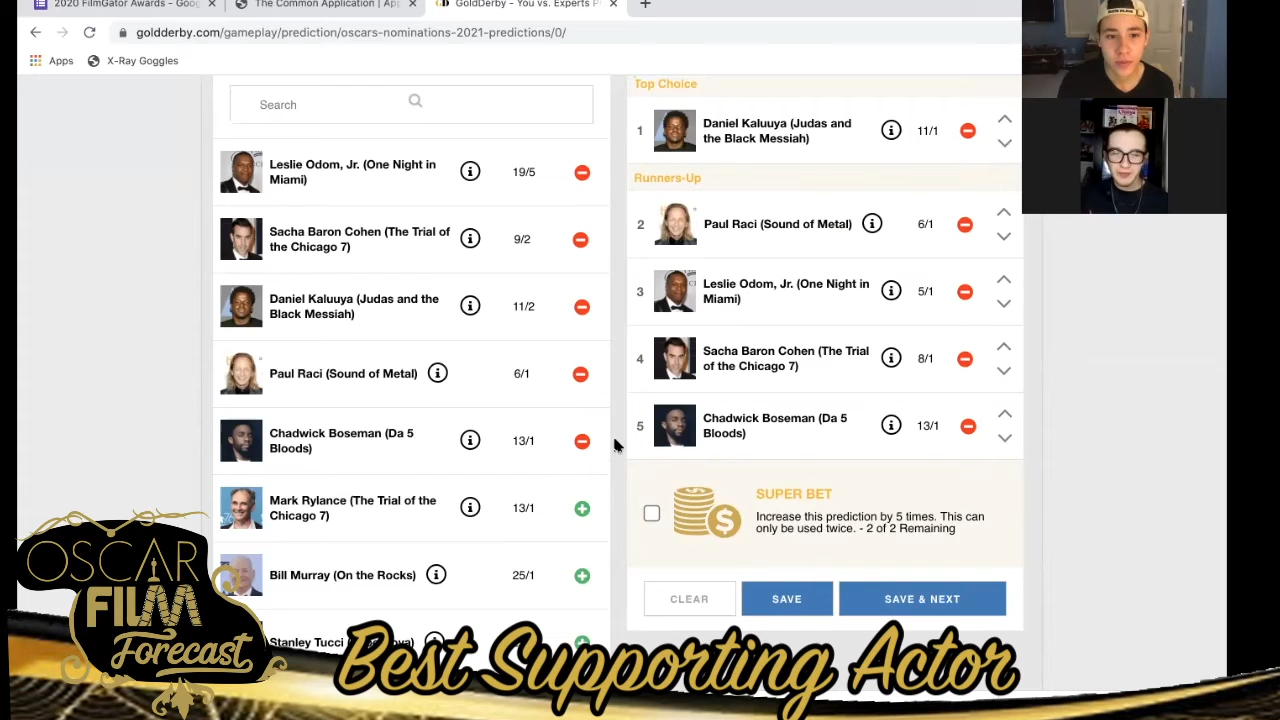 2020 FilmGator Awards - Goog
The Common Application | App
GoldDerby - You vs. Experts P
goldderby.com/gameplay/prediction/oscars-nominations-2021-predictions/0/
Apps
X-Ray Goggles
Search
Leslie Odom, Jr. (One Night in
Miami)
19/5
Sacha Baron Cohen (The Trial of
the Chicago 7)
9/2
Daniel Kaluuya (Judas and the
Black Messiah)
11/2
Paul Raci (Sound of Metal)
6/1
Chadwick Boseman (Da 5
Bloods)
13/1
Mark Rylance (The Trial of the
Chicago 7)
13/1
Bill Murray (On the Rocks)
25/1
Stanley Tucci
Top Choice
1
Daniel Kaluuya (Judas and
the Black Messiah)
11/1
Runners-Up
2
Paul Raci (Sound of Metal)
6/1
3
Leslie Odom, Jr. (One Night in
Miami)
5/1
4
Sacha Baron Cohen (The Trial
of the Chicago 7)
8/1
5
Chadwick Boseman (Da 5
Bloods)
13/1
SUPER BET
Increase this prediction by 5 times. This can
only be used twice. - 2 of 2 Remaining
CLEAR
SAVE
SAVE & NEXT
OSCAR
FILM
Forecast
Best Supporting Actor